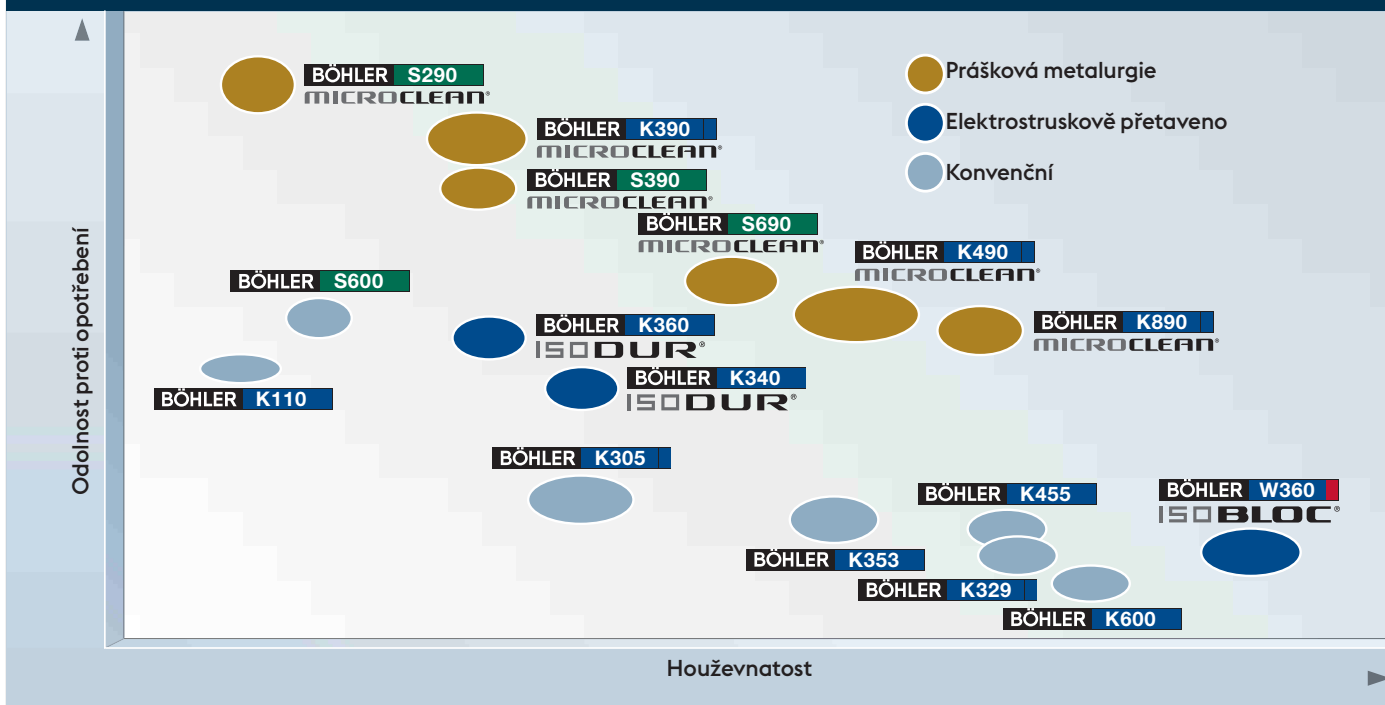 BÖHLER S290
MICROCLEAN®
Prášková metalurgie
BÖHLER K390
MICROCLEAN®
Elektrostruskově přetaveno
BÖHLER S390
MICROCLEAN®
Konvenční
BÖHLER S690
MICROCLEAN®
BÖHLER K490
MICROCLEAN®
BÖHLER S600
BÖHLER K360
ISODUR®
BÖHLER K890
MICROCLEAN®
BÖHLER K340
ISODUR®
BÖHLER K110
Odolnost proti opotřebení
BÖHLER K305
BÖHLER K455
BÖHLER W360
ISOBLOC®
BÖHLER K353
BÖHLER K329
BÖHLER K600
Houževnatost